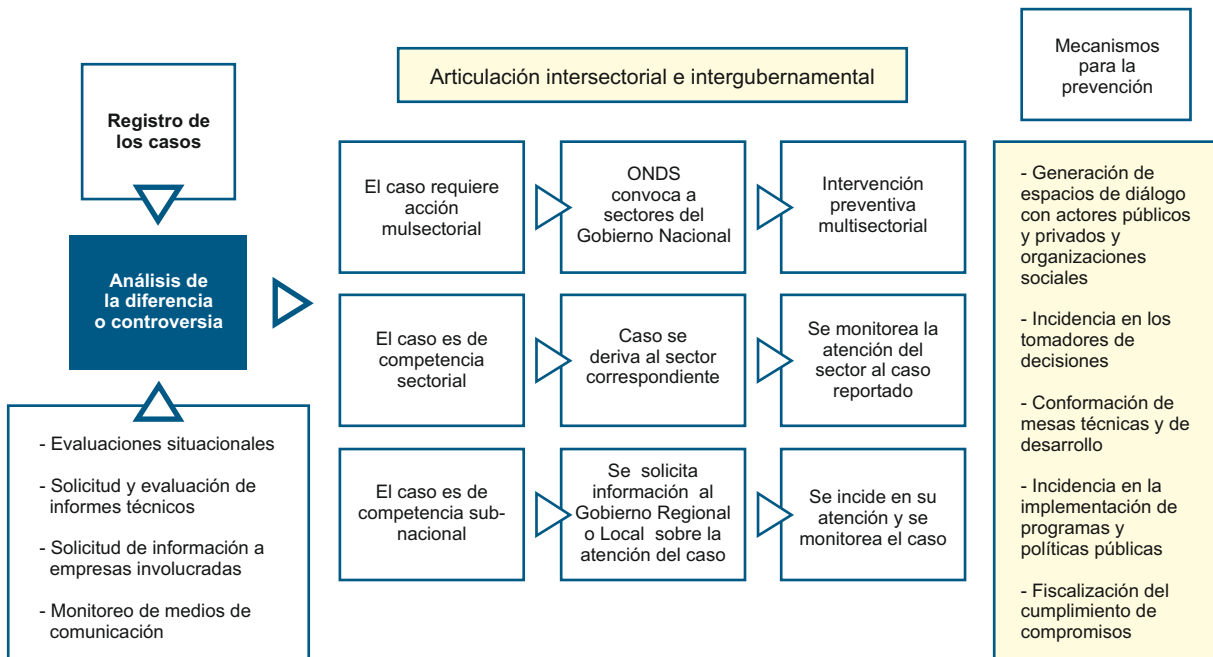 Registro de
los casos
Análisis de
la diferencia
o controversia
- Evaluaciones situacionales
- Solicitud y evaluación de
informes técnicos
- Solicitud de información a
empresas involucradas
- Monitoreo de medios de
comunicación
Articulación intersectorial e intergubernamental
El caso requiere
acción
mulsectorial
ONDS
convoca a
sectores del
Gobierno Nacional
Intervención
preventiva
multisectorial
El caso es de
competencia
sectorial
Caso se
deriva al sector
correspondiente
Se monitorea la
atención del
sector al caso
reportado
El caso es de
competencia sub-
nacional
Se solicita
información al
Gobierno Regional
o Local sobre la
atención del caso
Se incide en su
atención y se
monitorea el caso
Mecanismos
para la
prevención
- Generación de
espacios de diálogo
con actores públicos
y privados y
organizaciones
sociales
- Incidencia en los
tomadores de
decisiones
- Conformación de
mesas técnicas y de
desarrollo
- Incidencia en la
implementación de
programas y
políticas públicas
- Fiscalización del
cumplimiento de
compromisos